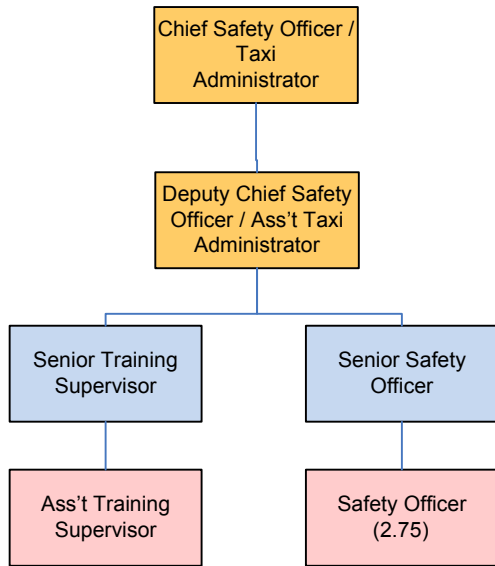 Chief Safety Officer /
Taxi
Administrator
Deputy Chief Safety
Officer / Ass’t Taxi
Administrator
Senior Training
Supervisor
Senior Safety
Officer
Ass’t Training
Supervisor
Safety Officer
(2.75)